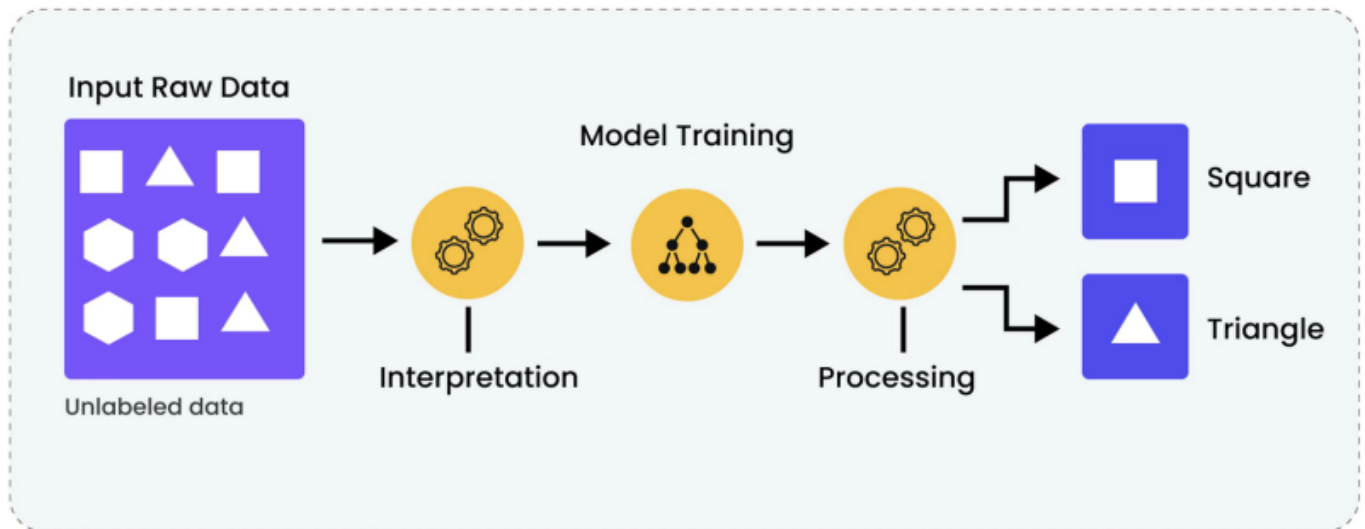 Input Raw Data
Unlabeled data
Interpretation
Model Training
Processing
Square
Triangle